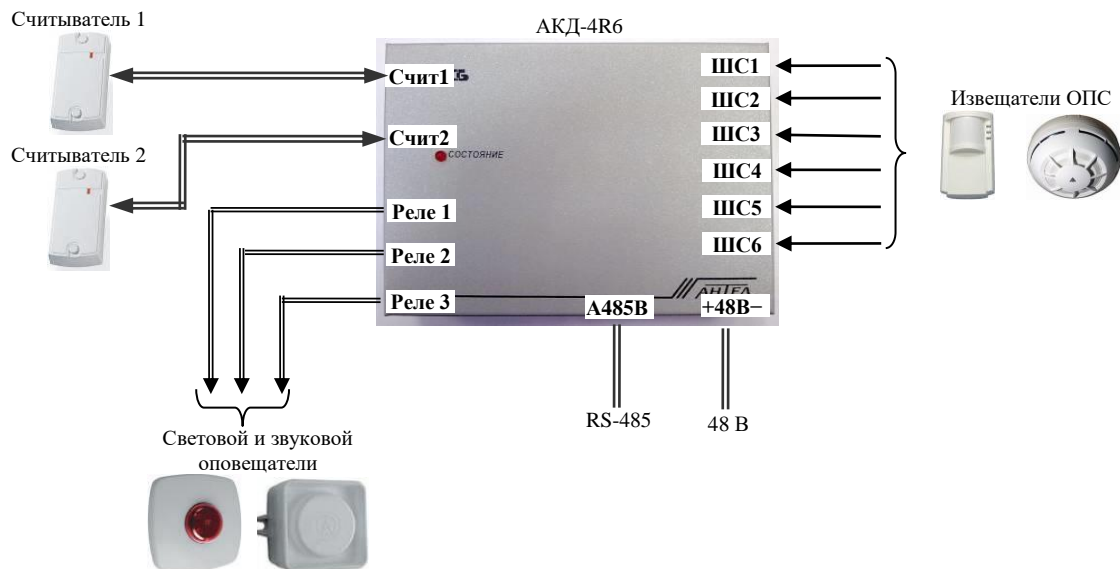 Считыватель 1
АКД-4R6
Счит1
ШС1
ШС2
Извещатели ОПС
Счит2
ШС3
СОСТОЯНИЕ
Считыватель 2
ШС4
Реле 1
ШС5
Реле 2
ШС6
Реле 3
АНТЕЛ
А485В
+48В−
RS-485
48 В
Световой и звуковой
оповещатели